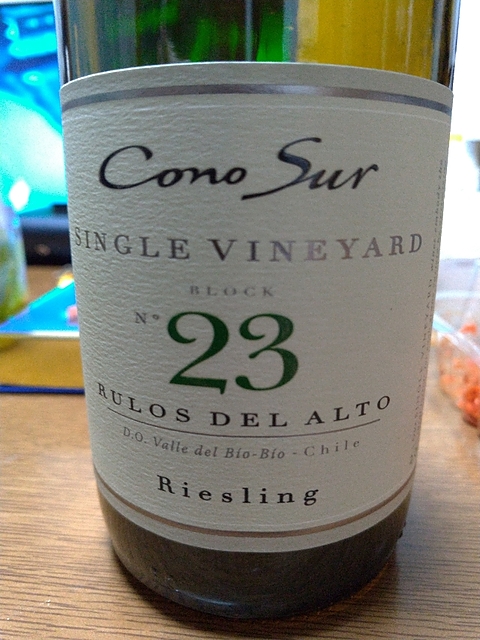 Cono Sur
SINGLE VINEYARD
BLOCK
Nº 23
RULOS DEL ALTO
D.O. Valle del Bío-Bío - Chile
Riesling